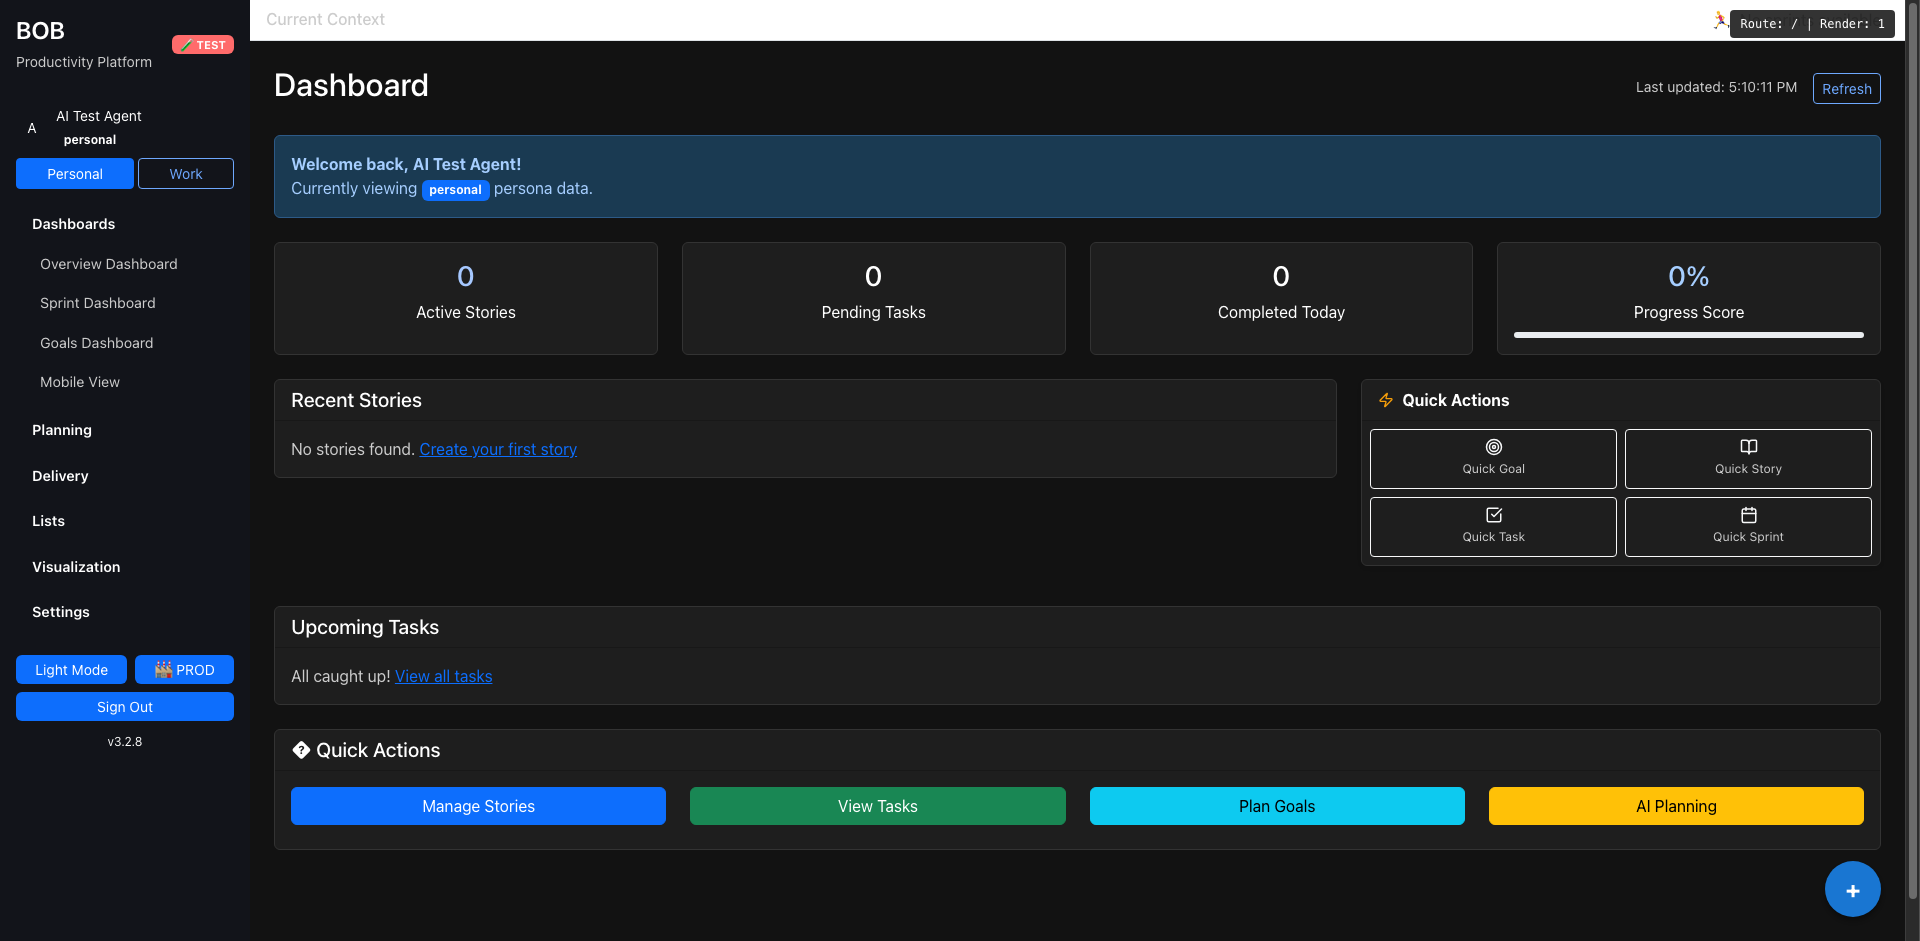 BOB
TEST
Productivity Platform
A
AI Test Agent
personal
Personal
Work
Dashboards
Overview Dashboard
Sprint Dashboard
Goals Dashboard
Mobile View
Planning
Delivery
Lists
Visualization
Settings
Light Mode
PROD
Sign Out
v3.2.8
Current Context
Route: / | Render: 1
Dashboard
Last updated: 5:10:11 PM
Refresh
Welcome back, AI Test Agent!
Currently viewing personal persona data.
0
Active Stories
0
Pending Tasks
0
Completed Today
0%
Progress Score
Recent Stories
No stories found. Create your first story
Quick Actions
Quick Goal
Quick Story
Quick Task
Quick Sprint
Upcoming Tasks
All caught up! View all tasks
Quick Actions
Manage Stories
View Tasks
Plan Goals
AI Planning
+